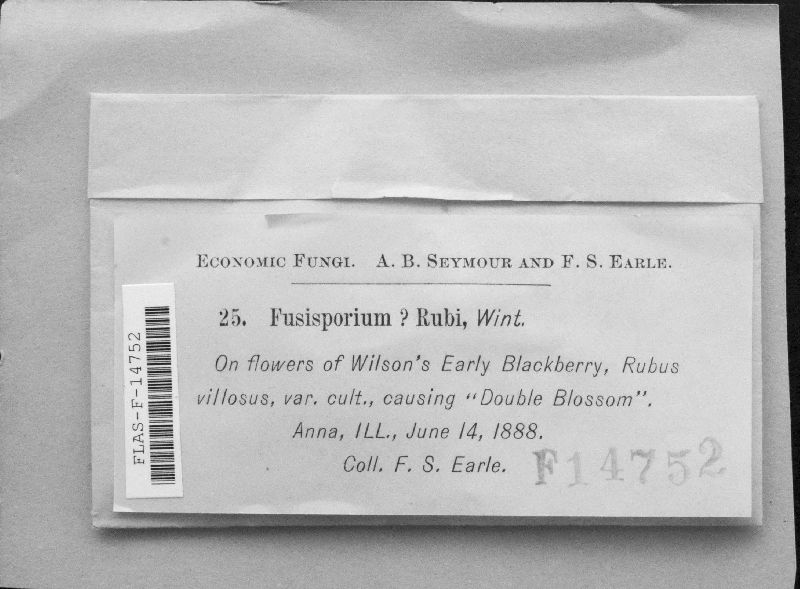 ECONOMIC FUNGI. A. B. SEYMOUR AND F. S. EARLE.
25. Fusisporium ? Rubi, Wint.
On flowers of Wilson's Early Blackberry, Rubus
villosus, var. cult., causing "Double Blossom".
Anna, ILL., June 14, 1888.
Coll. F. S. Earle.
F14752
FLAS-F-14752